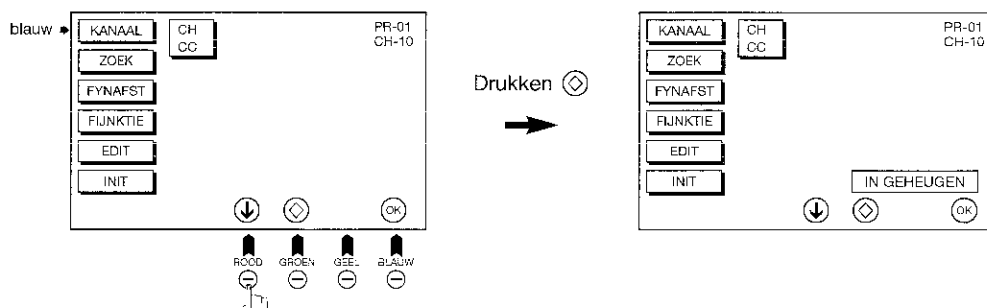 blauw
KANAAL
CH
CC
PR-01
CH-10
ZOEK
FYNAFST
FIJNKTIE
EDIT
INIT
OK
ROOD GROEN GEEL BLAUW
Drukken
KANAAL
CH
CC
PR-01
CH-10
ZOEK
FYNAFST
FIJNKTIE
EDIT
INIT
IN GEHEUGEN
OK